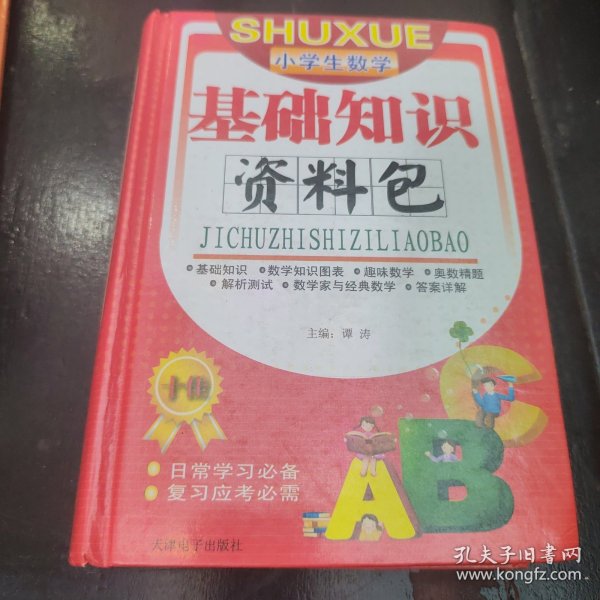 SHUXUE
小学生数学
基础知识
资料包
JICHUZHISHIZILIAOBAO
• 基础知识 • 数学知识图表 • 趣味数学 • 奥数精题
• 解析测试 • 数学家与经典数学 • 答案详解
主编：谭 涛
十佳
日常学习必备
复习应考必需
ABC
天津电子出版社
孔夫子旧书网
www.kongfz.com